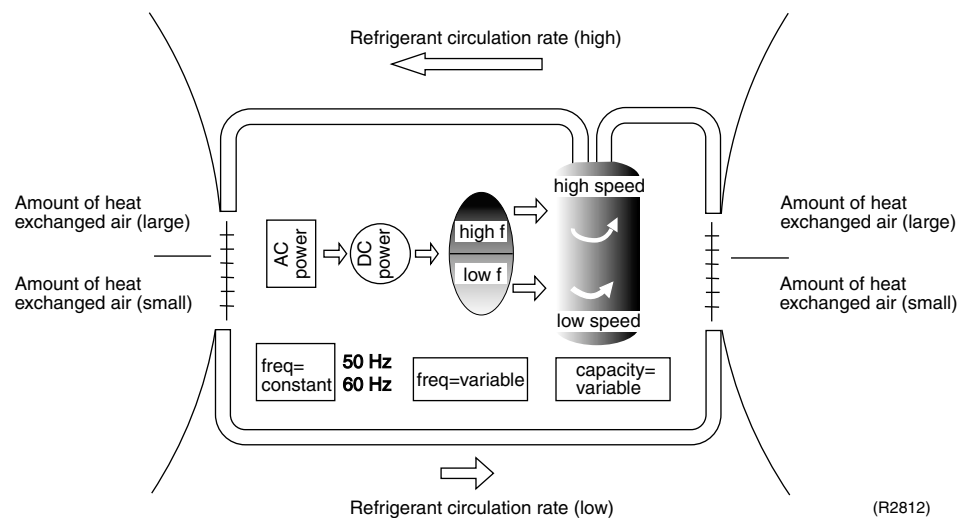 Refrigerant circulation rate (high)
Amount of heat
exchanged air (large)
Amount of heat
exchanged air (small)
AC
power
DC
power
high f
low f
high speed
low speed
Amount of heat
exchanged air (large)
Amount of heat
exchanged air (small)
freq=
constant
50 Hz
60 Hz
freq=variable
capacity=
variable
Refrigerant circulation rate (low)
(R2812)